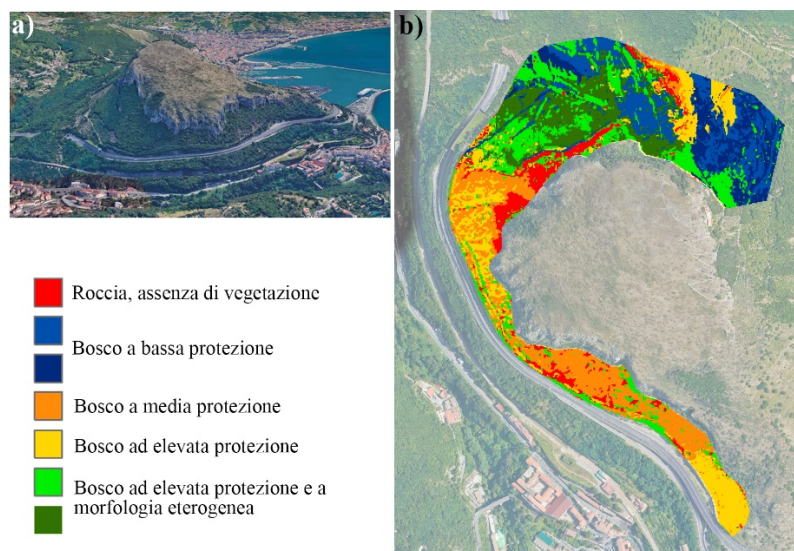 a)
b)
Roccia, assenza di vegetazione
Bosco a bassa protezione
Bosco a media protezione
Bosco ad elevata protezione
Bosco ad elevata protezione e a
morfologia eterogenea